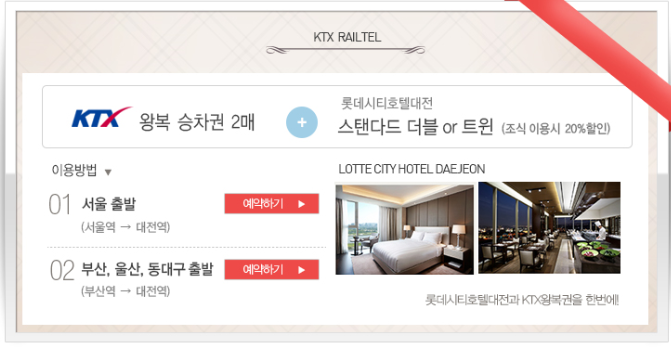 KTX RAILTEL
KTX 왕복 승차권 2매
+
롯데시티호텔대전
스탠다드 더블 or 트윈 (조식 이용시 20%할인)
이용방법 ▼
01 서울 출발
예약하기 ▶
(서울역 → 대전역)
02 부산, 울산, 동대구 출발
예약하기 ▶
(부산역 → 대전역)
LOTTE CITY HOTEL DAEJEON
롯데시티호텔대전과 KTX왕복권을 한번에!